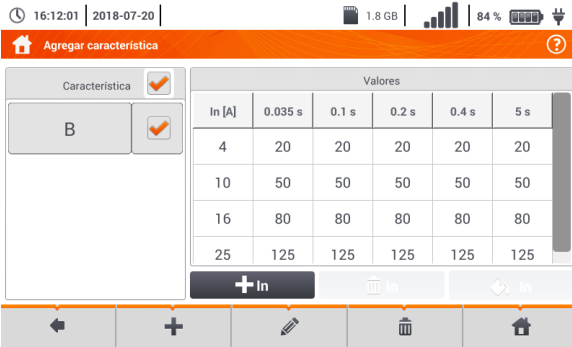 16:12:01 2018-07-20 1.8 GB 84 %
Agregar característica ?
Característica
B
Valores
In [A] 0.035 s 0.1 s 0.2 s 0.4 s 5 s
4 20 20 20 20 20
10 50 50 50 50 50
16 80 80 80 80 80
25 125 125 125 125 125
+In In In